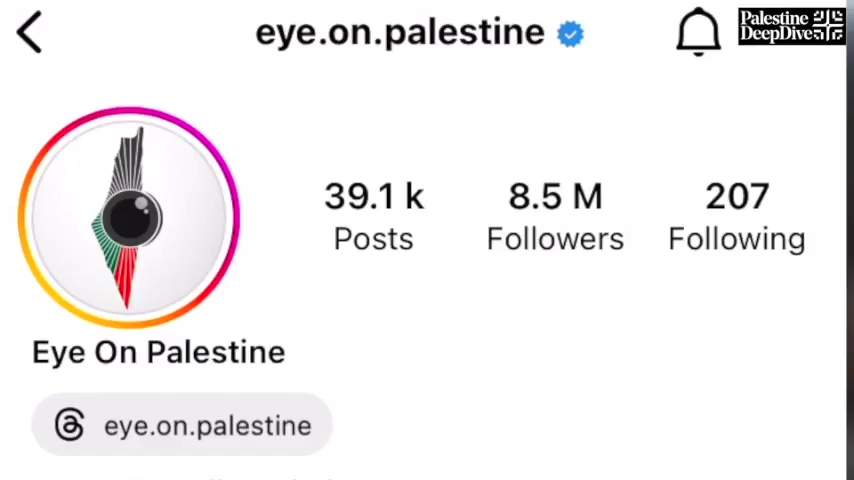 eye.on.palestine
Palestine
DeepDive
39.1 k
8.5 M
207
Posts
Followers
Following
Eye On Palestine
eye.on.palestine